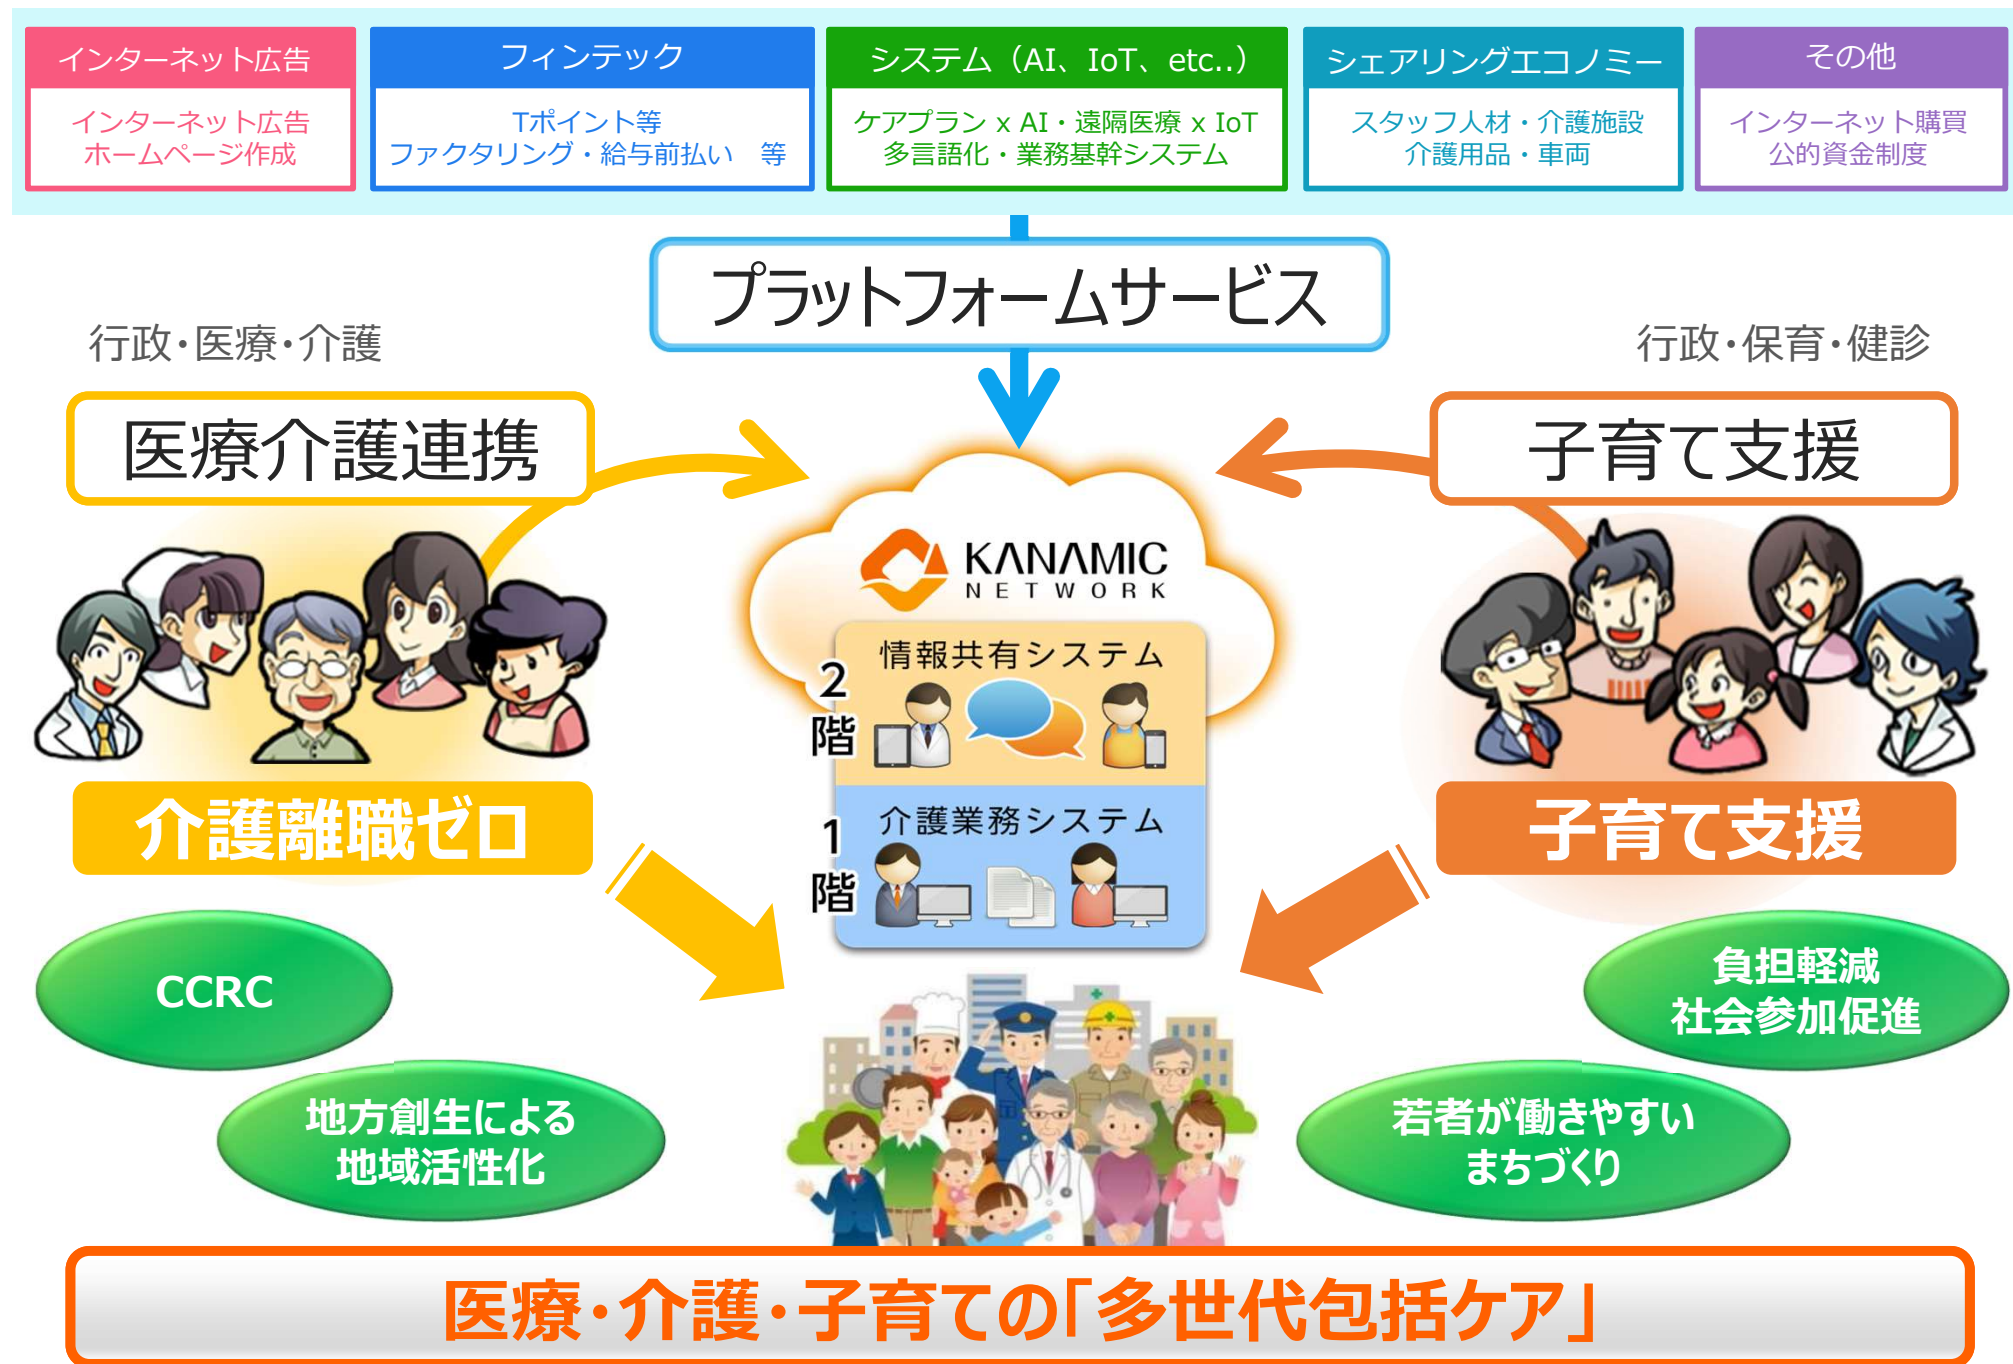 インターネット広告
インターネット広告
ホームページ作成
フィンテック
Tポイント等
ファクタリング・給与前払い　等
システム（AI、IoT、etc..）
ケアプラン x AI・遠隔医療 x IoT
多言語化・業務基幹システム
シェアリングエコノミー
スタッフ人材・介護施設
介護用品・車両
その他
インターネット購買
公的資金制度
プラットフォームサービス
行政・医療・介護
医療介護連携
行政・保育・健診
子育て支援
KANAMIC
NETWORK
2階
情報共有システム
1階
介護業務システム
介護離職ゼロ
子育て支援
CCRC
地方創生による
地域活性化
負担軽減
社会参加促進
若者が働きやすい
まちづくり
医療・介護・子育ての「多世代包括ケア」